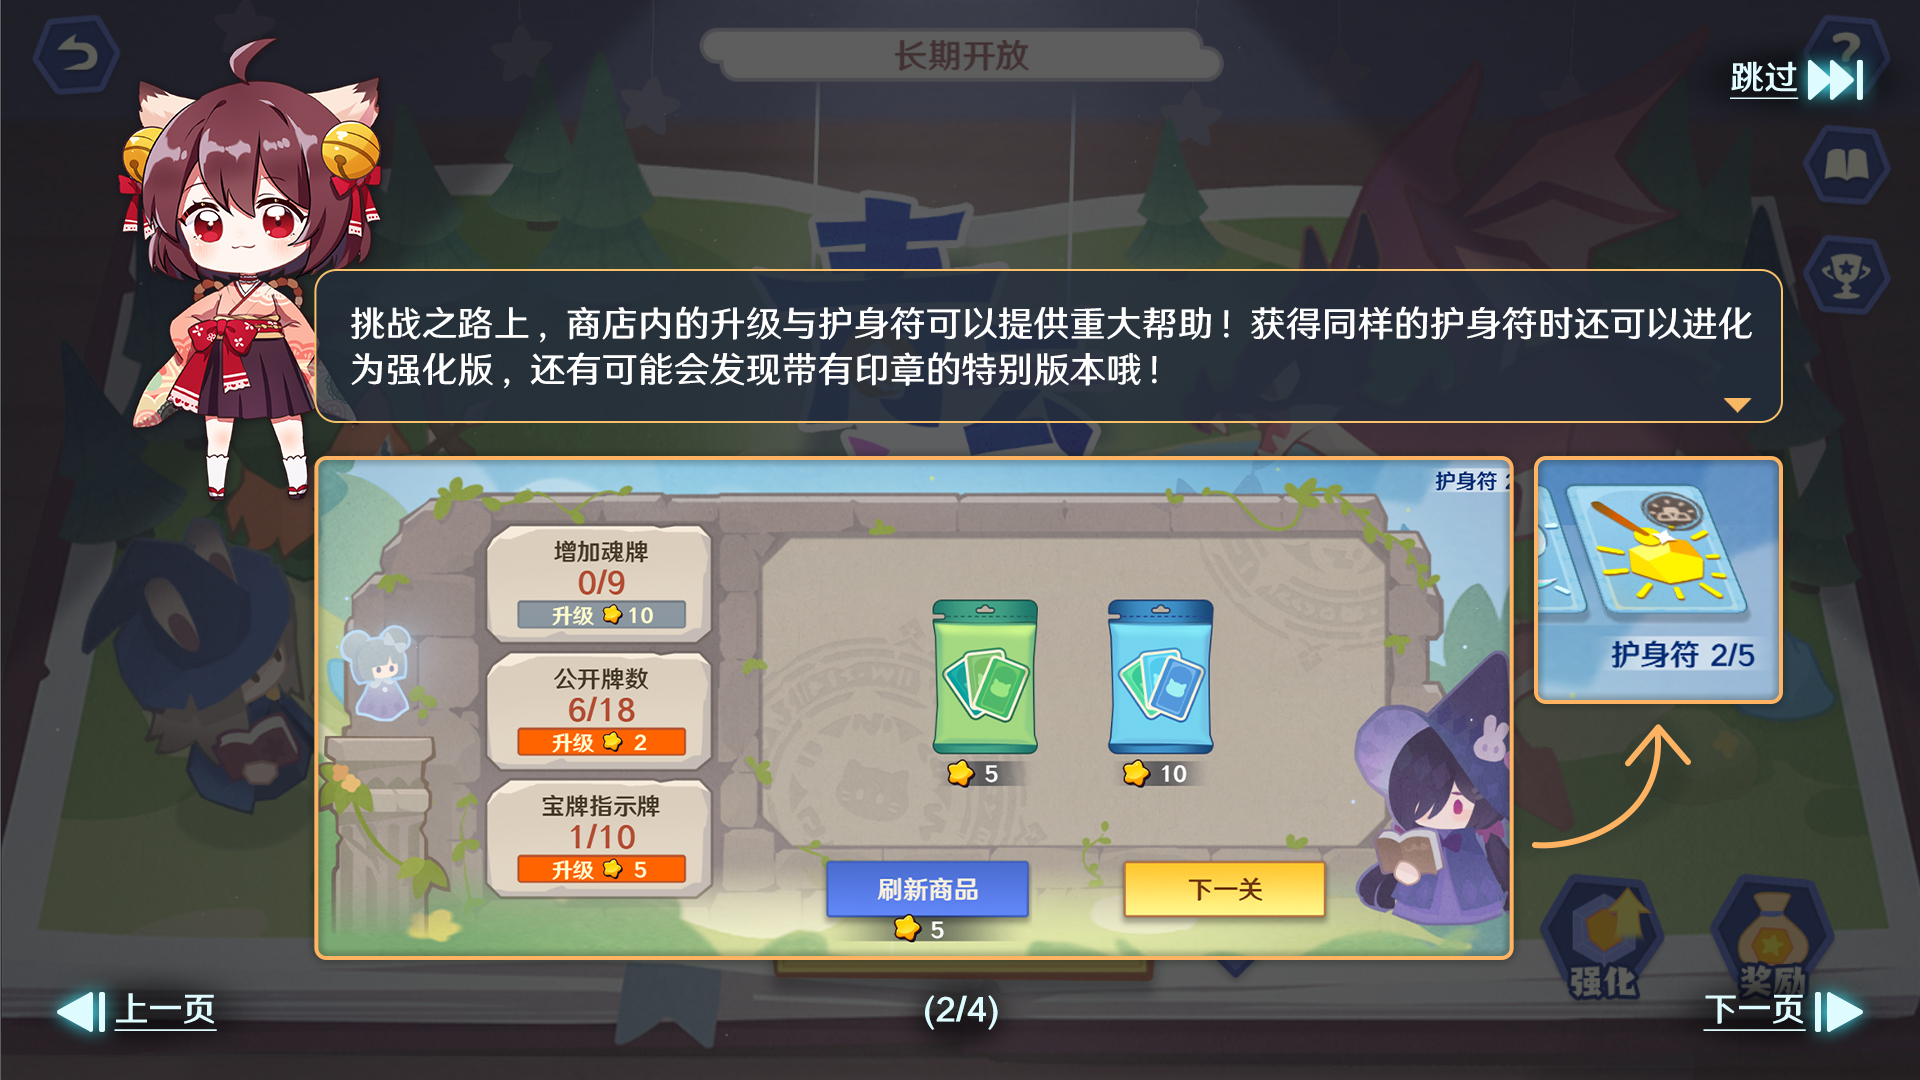 长期开放
跳过
挑战之路上，商店内的升级与护身符可以提供重大帮助！获得同样的护身符时还可以进化
为强化版，还有可能会发现带有印章的特别版本哦！
护身符 2
增加魂牌
0/9
升级 10
公开牌数
6/18
升级 2
宝牌指示牌
1/10
升级 5
5
10
刷新商品
5
下一关
护身符 2/5
强化
奖励
上一页
(2/4)
下一页